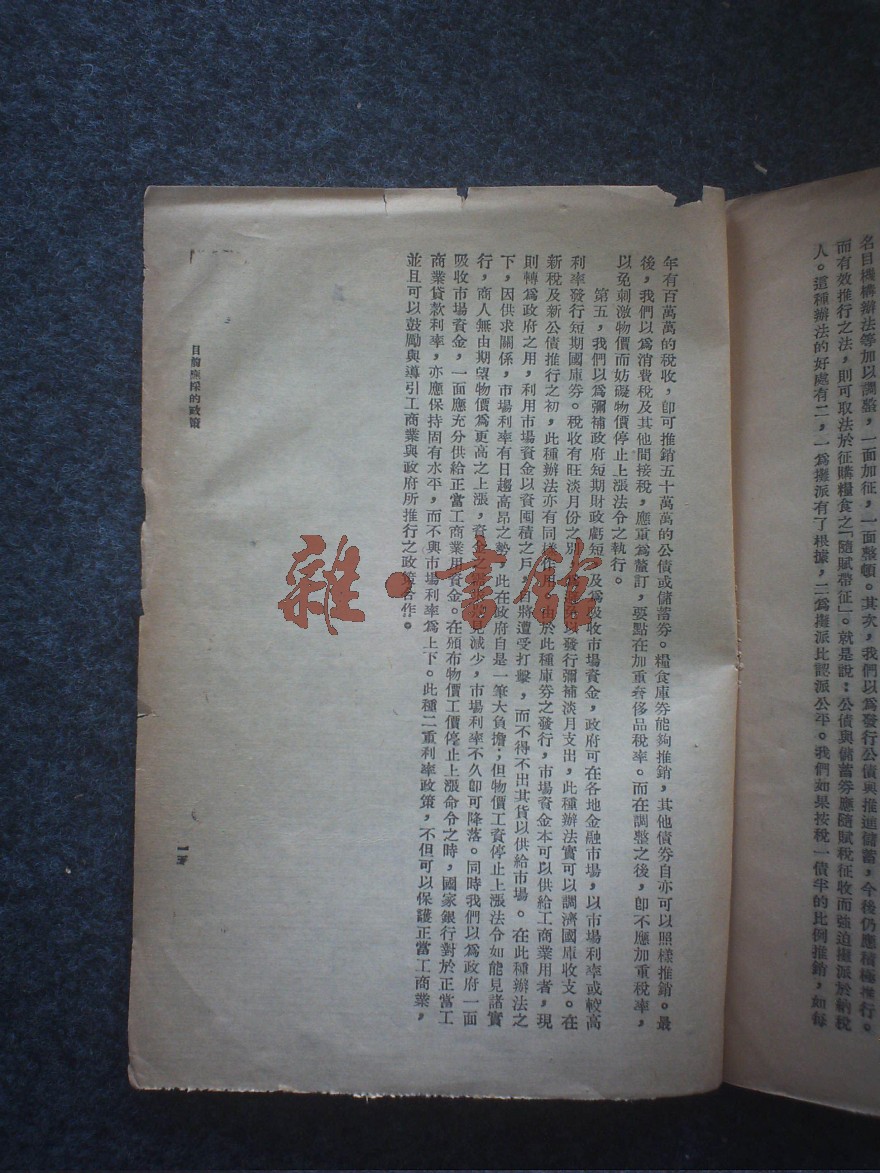 名目機構辦法等加以調整，一面加征，一面整頓。其次，我們以爲發行公債與推進儲蓄，今後仍應積極推行。
而有效推行之法，則可取法於征購糧食之「隨賦帶征」。就是說：公債與儲蓄券應隨賦稅征收而強迫攤派於納稅
人。這種辦法的好處有二，一爲攤派有了根據，二爲攤派比認派公平。我們如果按稅一債半的比例推銷，如每
年有百萬萬的稅收，卽可推銷五十萬萬的公債或儲蓄券。糧食庫券能夠推銷，其他債券自亦可以照樣推銷。最
後，我們以爲消費稅及其他間接稅，應重爲釐訂，要點在加重奢侈品稅率。而在調整之後，卽不應加重稅率，
以免刺激物價而妨礙物價停止上漲法令之執行。
第五，我們以爲彌補政府短期財政虧短，及爲吸收市場資金，政府可在各地金融市場，以市場利率或較高
利率發行短期國庫券。稅收有旺淡月份之別，以發行彌補淡月支出，此種辦法實可以調濟國庫收支。在
新稅及新公債推行之初，此種辦法亦有同樣作用。由於此種庫券之發行，市場資金本可以供給工商業用者，現
則轉爲政府之用，利用市場資金以資囤積之戶，自將遭受打擊，而不得不出其貨以供給市場。在此種辦法之
下，因供求關係，市場利率有日趨高昂之勢，此在政府自是一筆大負擔；但物價工資停止上漲法令如能見諸實
行，商人無由期望物價爲更高之上漲，資金之減少，市場利率不久卽可降落。同時我們以爲政府一面
吸收市場資金，一面應充分供給正當工商業用資金。在頒布物價工價停止上漲命令之時，國家銀行對於正當工
商業貸款利率，亦應保持固有水平，而不與市場利率爲上下。此種二重利率政策，不但可以保護正當工商業，
並且可以鼓勵與導引工商業與政府所推行之政策合作。
目前應採的政策
雜·書館